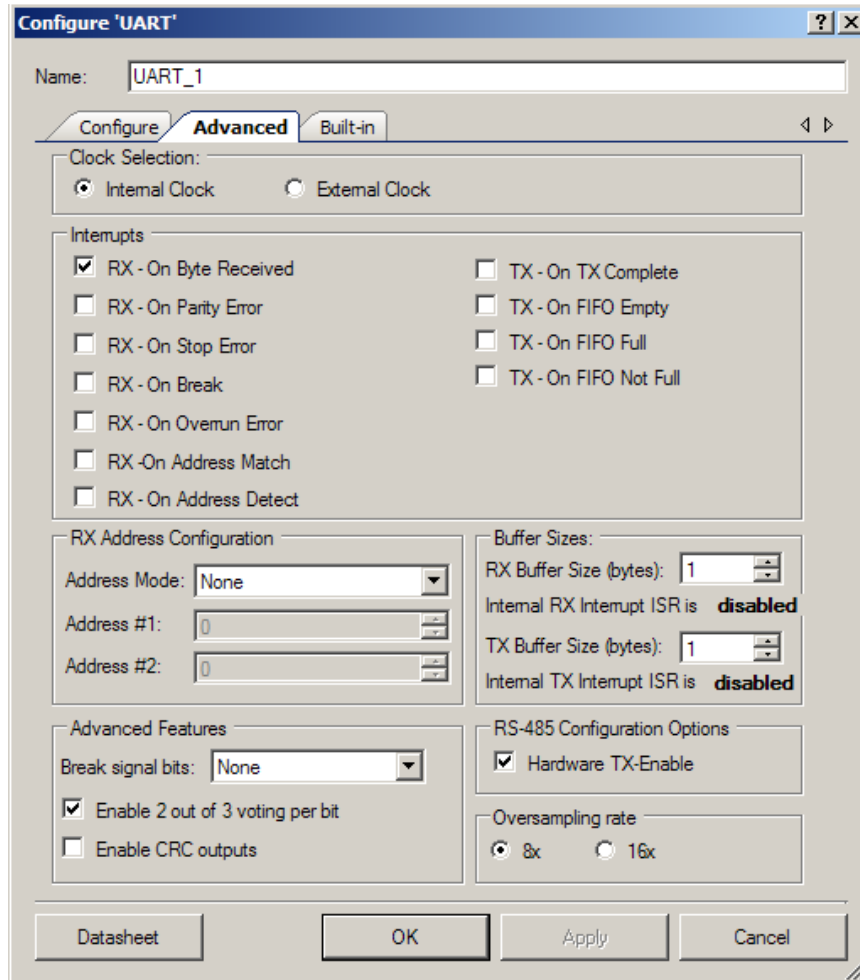 Configure 'UART'
Name: UART_1
Configure Advanced Built-in
Clock Selection:
Internal Clock External Clock
Interrupts
RX - On Byte Received
RX - On Parity Error
RX - On Stop Error
RX - On Break
RX - On Overrun Error
RX -On Address Match
RX - On Address Detect
TX - On TX Complete
TX - On FIFO Empty
TX - On FIFO Full
TX - On FIFO Not Full
RX Address Configuration
Address Mode: None
Address #1: 0
Address #2: 0
Buffer Sizes:
RX Buffer Size (bytes): 1
Internal RX Interrupt ISR is disabled
TX Buffer Size (bytes): 1
Internal TX Interrupt ISR is disabled
Advanced Features
Break signal bits: None
Enable 2 out of 3 voting per bit
Enable CRC outputs
RS-485 Configuration Options
Hardware TX-Enable
Oversampling rate
8x 16x
Datasheet OK Apply Cancel